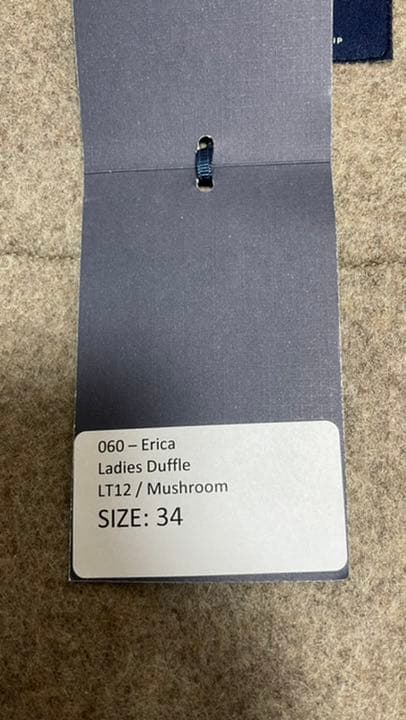 060 – Erica
Ladies Duffle
LT12 / Mushroom
SIZE: 34